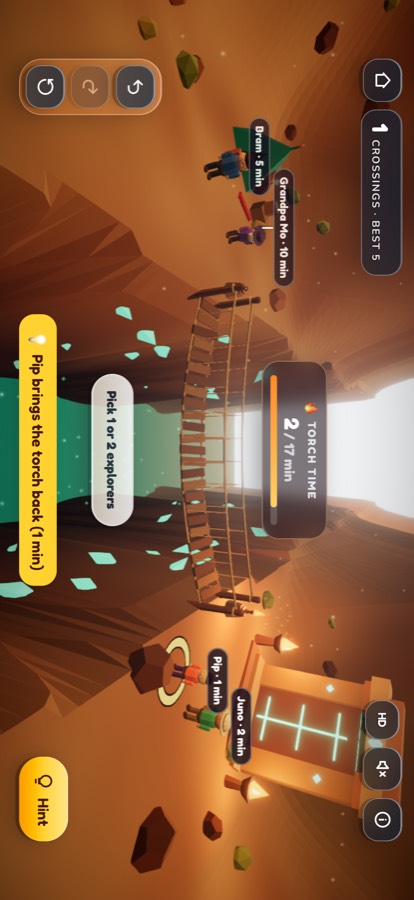 1 CROSSINGS · BEST 5
HD
🔥 TORCH TIME
2 / 17 min
Grandpa Mo · 10 min
Bram · 5 min
Juno · 2 min
Pip · 1 min
Pick 1 or 2 explorers
💡 Pip brings the torch back (1 min)
Hint